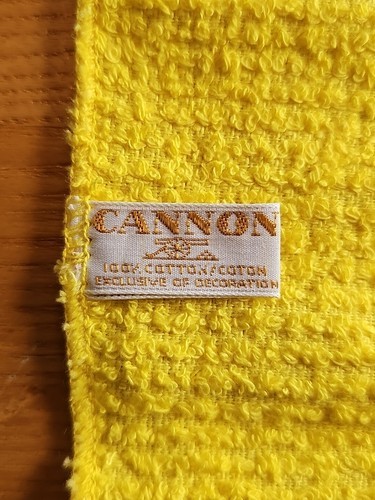 CANNON
100% COTTON/COTON
EXCLUSIVE OF DECORATION